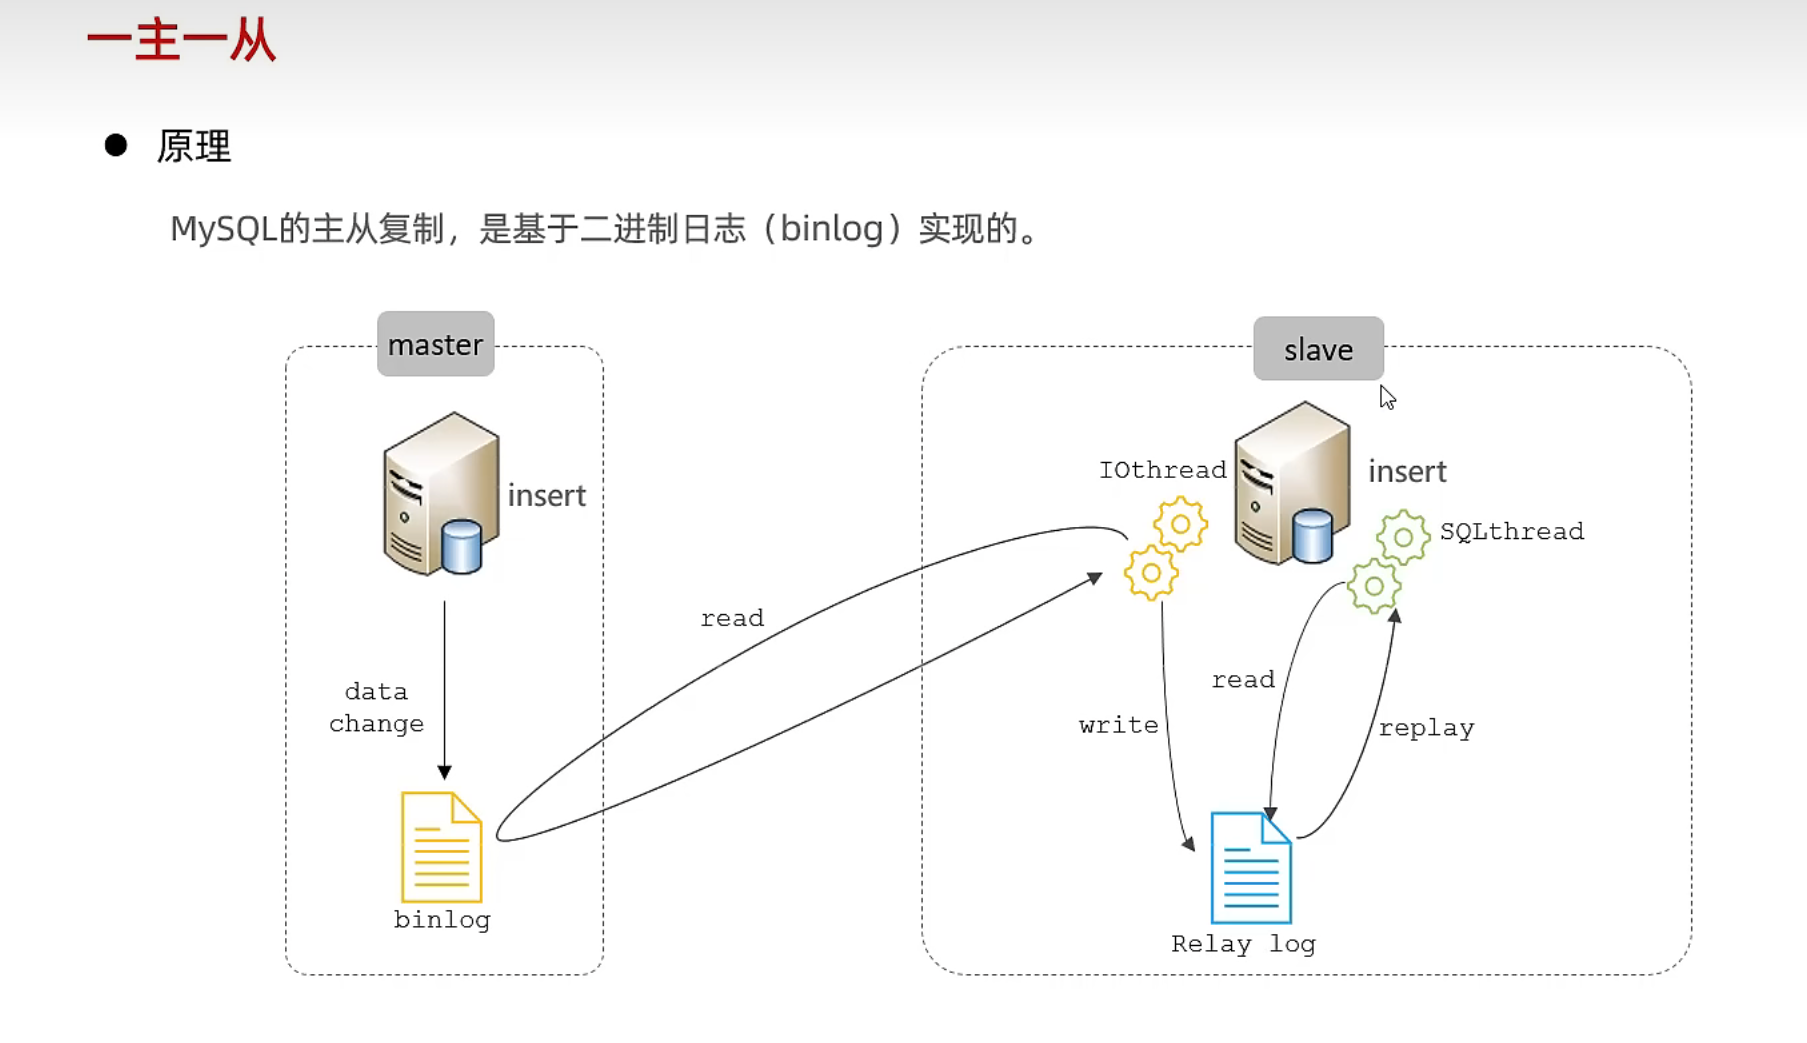 一主一从
原理
MySQL的主从复制，是基于二进制日志（binlog）实现的。
master
slave
insert
IOthread
insert
SQLthread
read
data
change
read
write
replay
binlog
Relay log